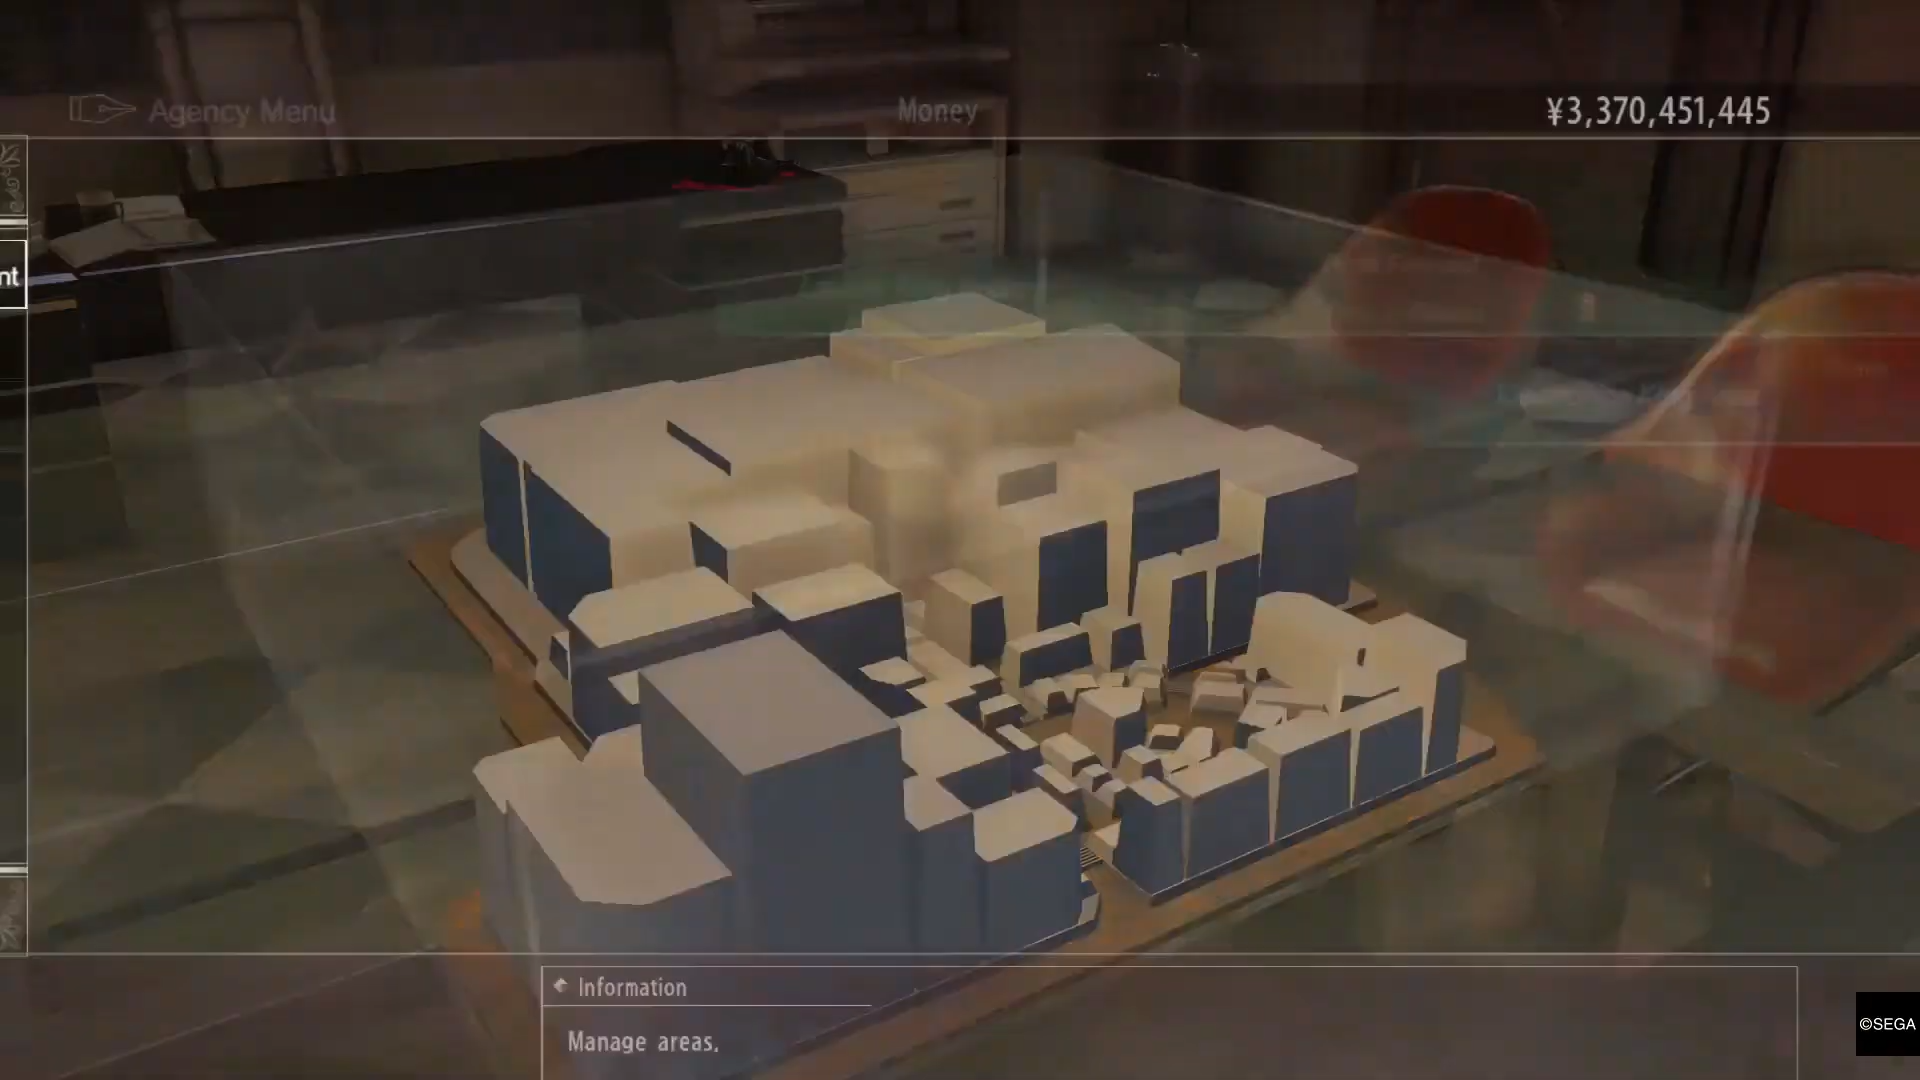 Agency Menu
Money
¥3,370,451,445
nt
Information
Manage areas.
©SEGA